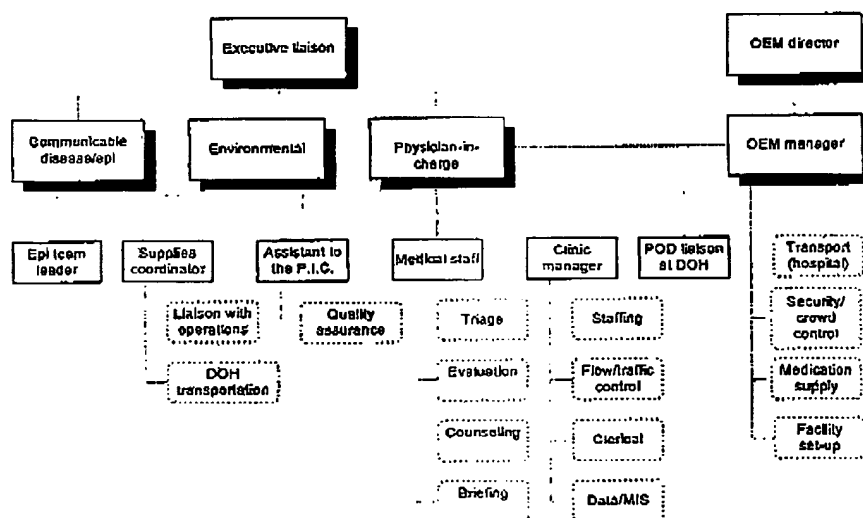 Executive liaison
OEM director
Communicable
disease/epi
Environmental
Physician-in-
charge
OEM manager
Epi team
leader
Supplies
coordinator
Assistant to
the P.I.C.
Medical staff
Clinic
manager
POD liaison
at DOH
Transport
(hospital)
Liaison with
operations
Quality
assurance
Triage
Staffing
Security/
crowd
control
DOH
transportation
Evaluation
Flow/traffic
control
Medication
supply
Counseling
Clerical
Facility
set-up
Briefing
Data/MIS